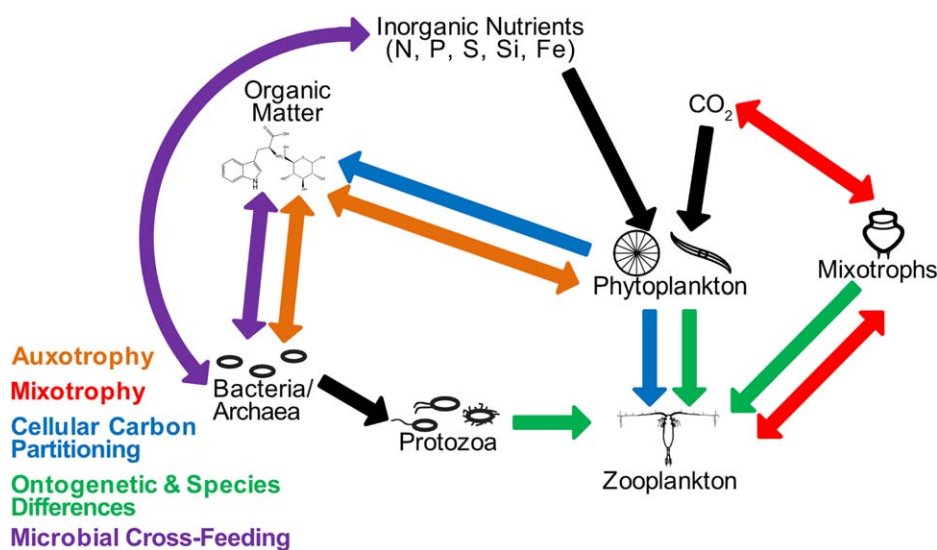 Inorganic Nutrients
(N, P, S, Si, Fe)
Organic
Matter
CO₂
Phytoplankton
Mixotrophs
Bacteria/
Archaea
Protozoa
Zooplankton
Auxotrophy
Mixotrophy
Cellular Carbon
Partitioning
Ontogenetic & Species
Differences
Microbial Cross-Feeding